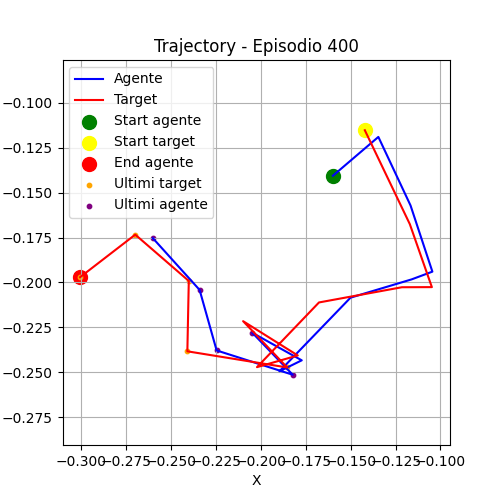 Trajectory - Episodio 400
Agente
Target
Start agente
Start target
End agente
Ultimi target
Ultimi agente
−0.100
−0.125
−0.150
−0.175
−0.200
−0.225
−0.250
−0.275
−0.300 −0.275 −0.250 −0.225 −0.200 −0.175 −0.150 −0.125 −0.100
X